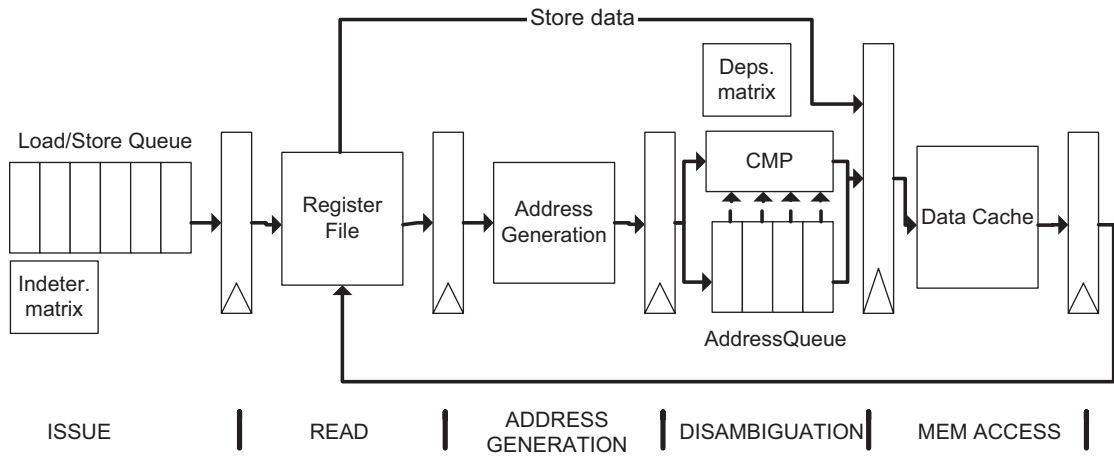 Store data
Deps.
matrix
Load/Store Queue
CMP
Register
File
Address
Generation
Data Cache
Indeter.
matrix
AddressQueue
ISSUE
READ
ADDRESS
GENERATION
DISAMBIGUATION
MEM ACCESS